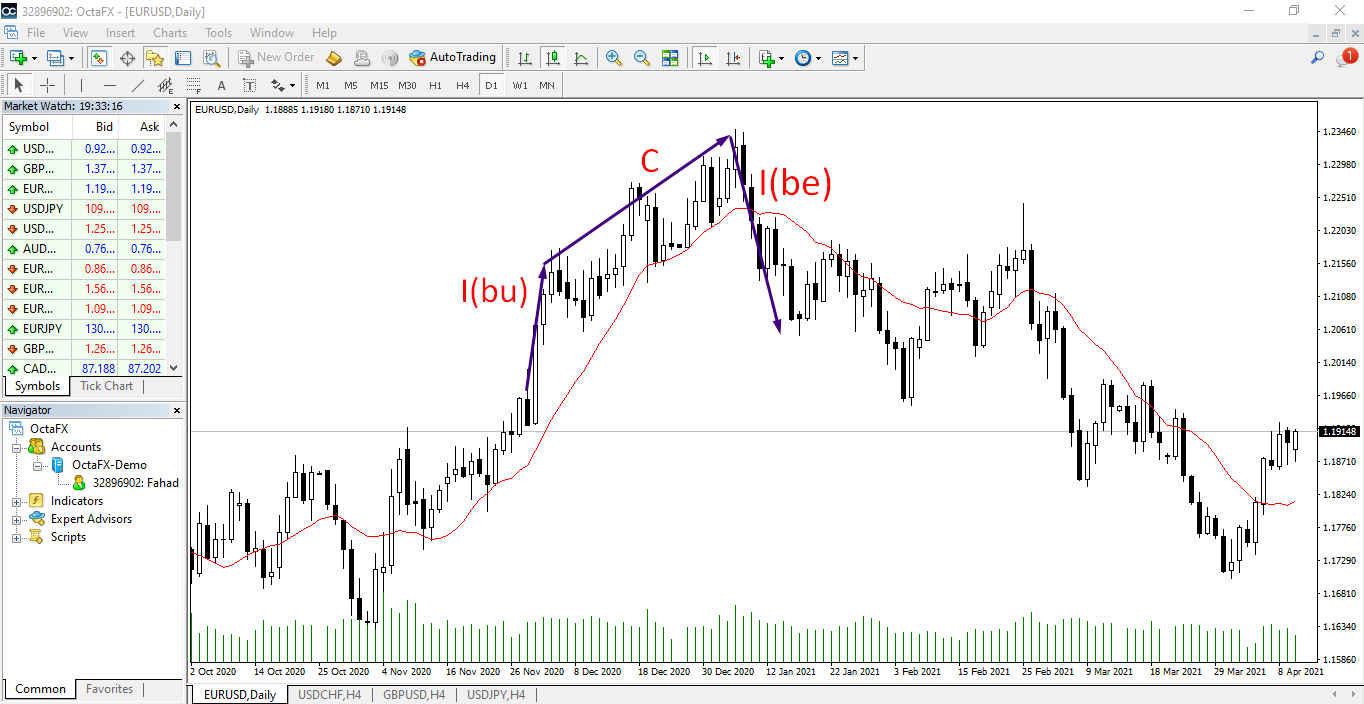 32896902: OctaFX - [EURUSD,Daily]
File View Insert Charts Tools Window Help
New Order AutoTrading 1
A T M1 M5 M15 M30 H1 H4 D1 W1 MN
Market Watch: 19:33:16
Symbol Bid Ask
USD... 0.92... 0.92...
GBP... 1.37... 1.37...
EUR... 1.19... 1.19...
USDJPY 109.... 109....
USD... 1.25... 1.25...
AUD... 0.76... 0.76...
EUR... 0.86... 0.86...
EUR... 1.56... 1.56...
EUR... 1.09... 1.09...
EURJPY 130.... 130....
GBP... 1.26... 1.26...
CAD... 87.188 87.202
Symbols Tick Chart
Navigator
OctaFX
Accounts
OctaFX-Demo
32896902: Fahad
Indicators
Expert Advisors
Scripts
Common Favorites
EURUSD,Daily 1.18885 1.19180 1.18710 1.19148
C
I(be)
I(bu)
1.23460
1.22980
1.22510
1.22030
1.21560
1.21080
1.20610
1.20140
1.19660
1.19148
1.18710
1.18240
1.17760
1.17290
1.16810
1.16340
1.15860
2 Oct 2020 14 Oct 2020 25 Oct 2020 4 Nov 2020 16 Nov 2020 26 Nov 2020 8 Dec 2020 18 Dec 2020 30 Dec 2020 12 Jan 2021 22 Jan 2021 3 Feb 2021 15 Feb 2021 25 Feb 2021 9 Mar 2021 18 Mar 2021 29 Mar 2021 8 Apr 2021
EURUSD,Daily USDCHF,H4 GBPUSD,H4 USDJPY,H4